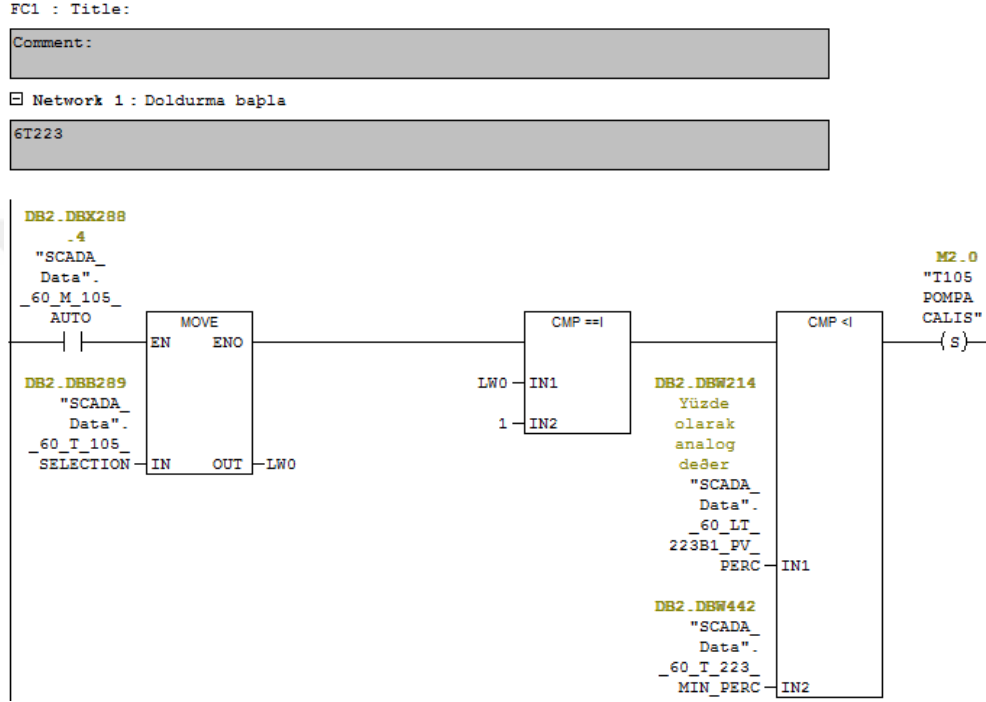 FC1 : Title:
Comment:
Network 1 : Doldurma baþla
6T223
DB2.DBX288
.4
"SCADA_
Data".
_60_M_105_
AUTO
MOVE
EN ENO
DB2.DBB289
"SCADA_
Data".
_60_T_105_
SELECTION
IN OUT
LW0
CMP ==I
LW0
IN1
1
IN2
DB2.DBW214
Yüzde
olarak
analog
deðer
"SCADA_
Data".
_60_LT_
223B1_PV_
PERC
CMP <I
IN1
DB2.DBW442
"SCADA_
Data".
_60_T_223_
MIN_PERC
IN2
M2.0
"T105
POMPA
CALIS"
S